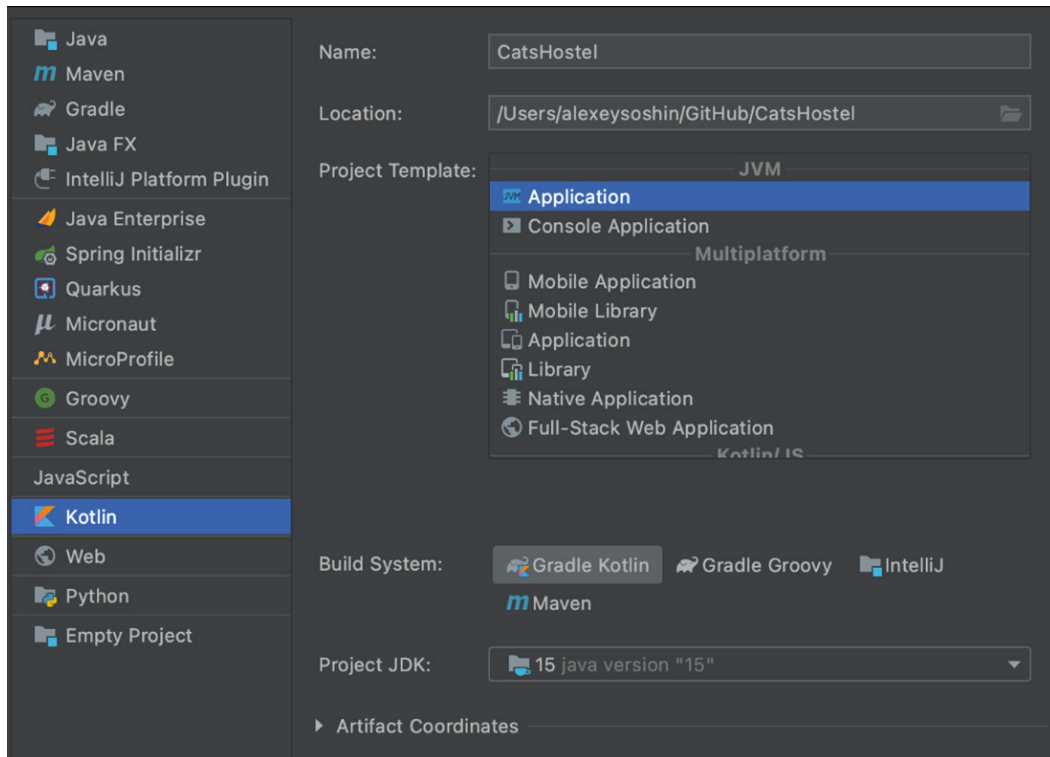 Java
Maven
Gradle
Java FX
IntelliJ Platform Plugin
Java Enterprise
Spring Initializr
Quarkus
Micronaut
MicroProfile
Groovy
Scala
JavaScript
Kotlin
Web
Python
Empty Project
Name: CatsHostel
Location: /Users/alexeysoshin/GitHub/CatsHostel
Project Template:
JVM
Application
Console Application
Multiplatform
Mobile Application
Mobile Library
Application
Library
Native Application
Full-Stack Web Application
Kotlin/JS
Build System: Gradle Kotlin Gradle Groovy IntelliJ
Maven
Project JDK: 15 java version "15"
Artifact Coordinates